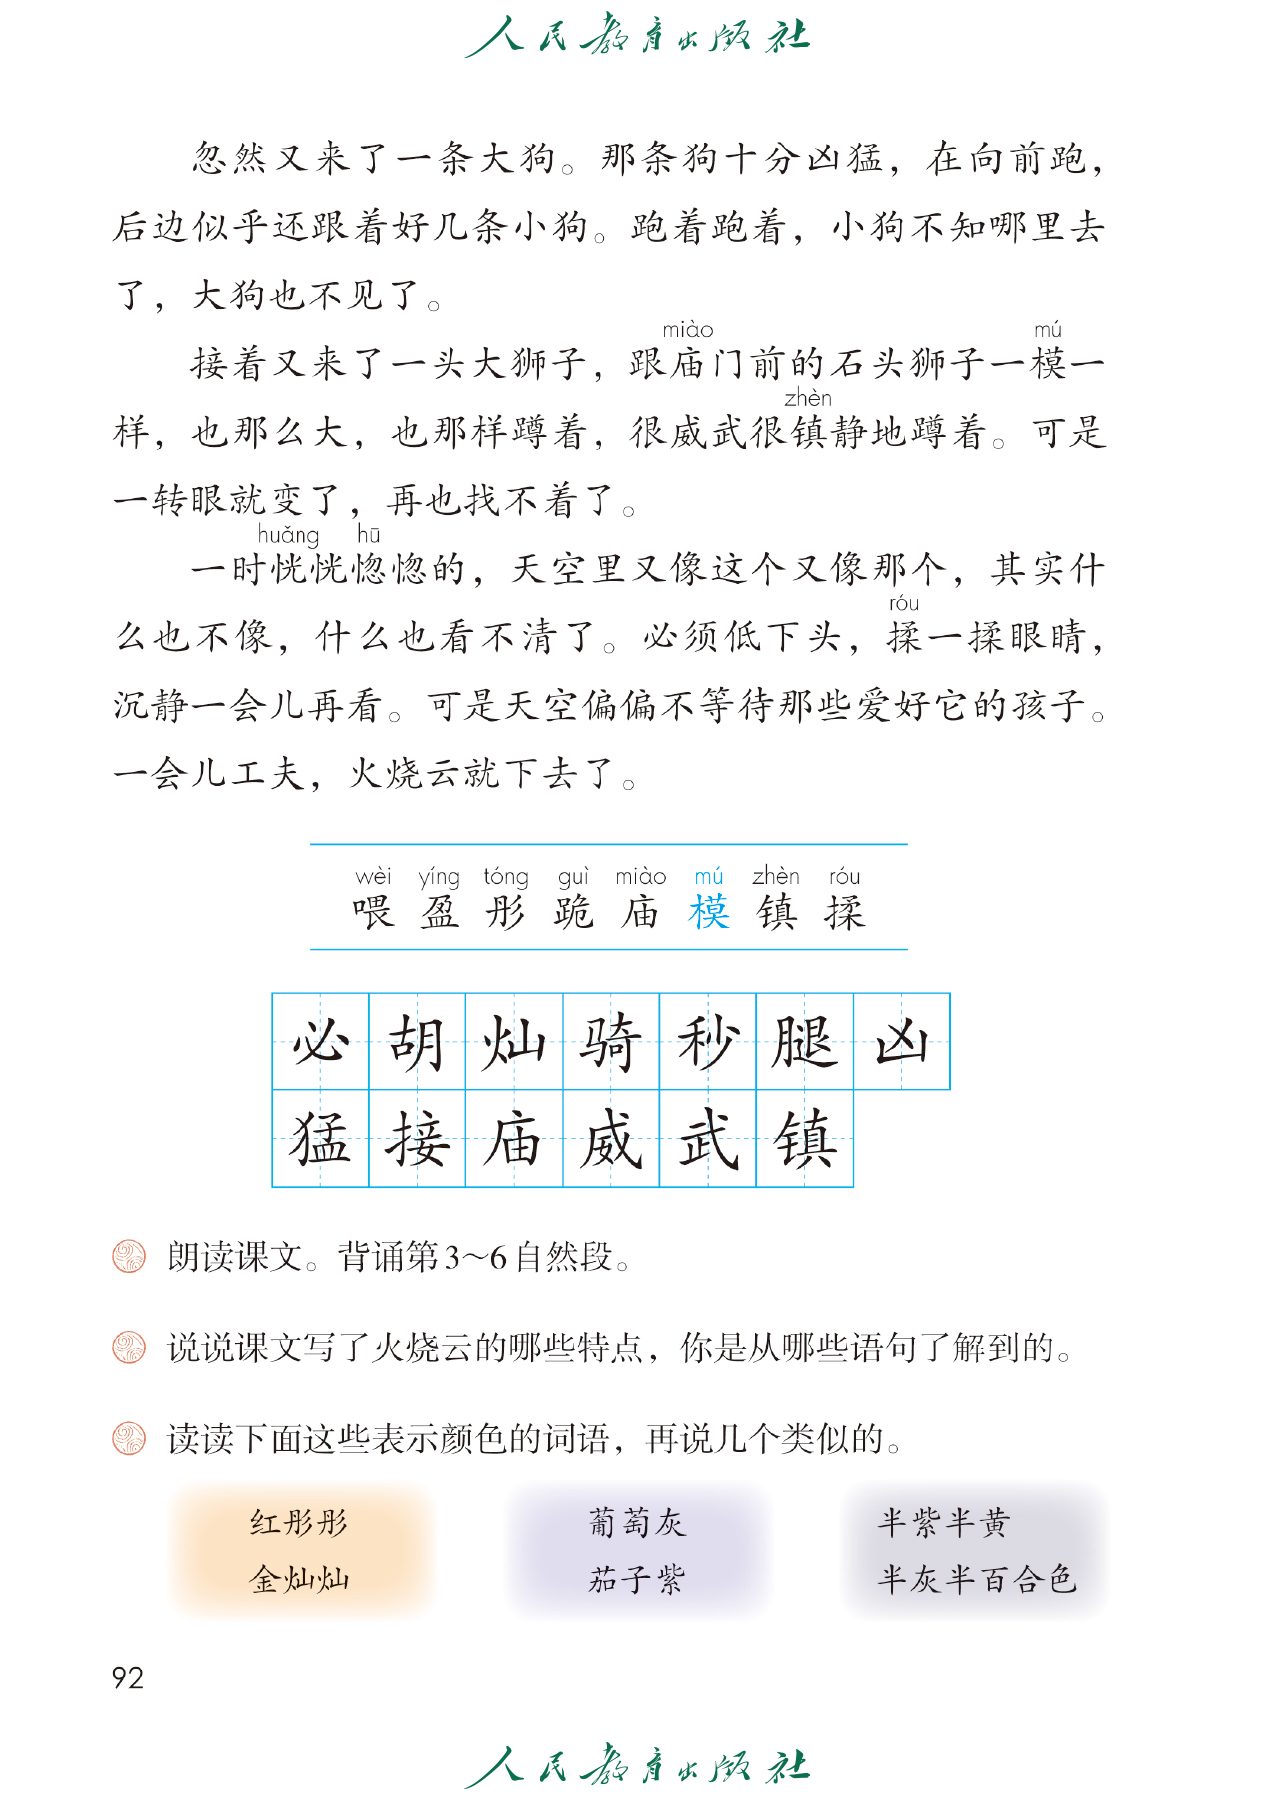 人民教育出版社
忽然又来了一条大狗。那条狗十分凶猛，在向前跑，
后边似乎还跟着好几条小狗。跑着跑着，小狗不知哪里去
了，大狗也不见了。
miào mú
接着又来了一头大狮子，跟庙门前的石头狮子一模一
zhèn
样，也那么大，也那样蹲着，很威武很镇静地蹲着。可是
一转眼就变了，再也找不着了。
huǎng hū
一时恍恍惚惚的，天空里又像这个又像那个，其实什
róu
么也不像，什么也看不清了。必须低下头，揉一揉眼睛，
沉静一会儿再看。可是天空偏偏不等待那些爱好它的孩子。
一会儿工夫，火烧云就下去了。
wèi yíng tóng guì miào mú zhèn róu
喂 盈 彤 跪 庙 模 镇 揉
必 胡 灿 骑 秒 腿 凶
猛 接 庙 威 武 镇
朗读课文。背诵第3～6自然段。
说说课文写了火烧云的哪些特点，你是从哪些语句了解到的。
读读下面这些表示颜色的词语，再说几个类似的。
红彤彤 葡萄灰 半紫半黄
金灿灿 茄子紫 半灰半百合色
92
人民教育出版社